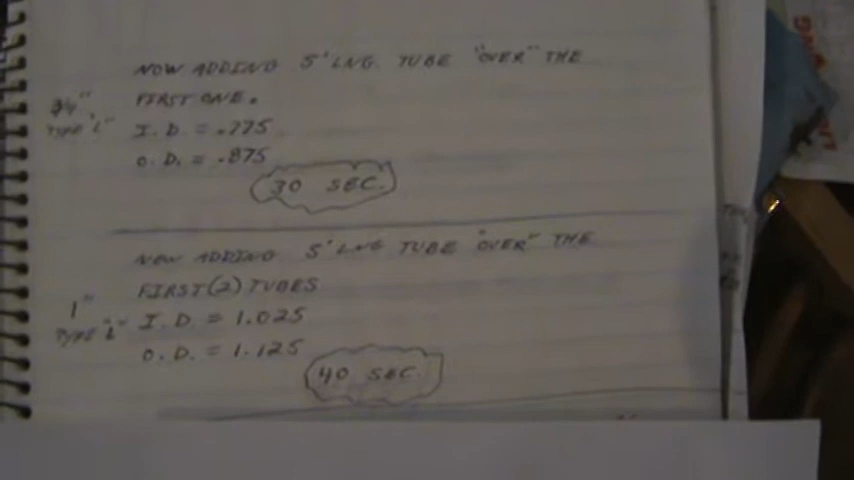 NOW ADDING 5' LNG. TUBE "OVER" THE
FIRST ONE.
3/4"
TYPE "L"
I.D. = .775
O.D. = .875
30 SEC.
NOW ADDING 5' LNG TUBE "OVER" THE
FIRST (2) TUBES
1"
TYPE "L"
I.D. = 1.025
O.D. = 1.125
40 SEC.